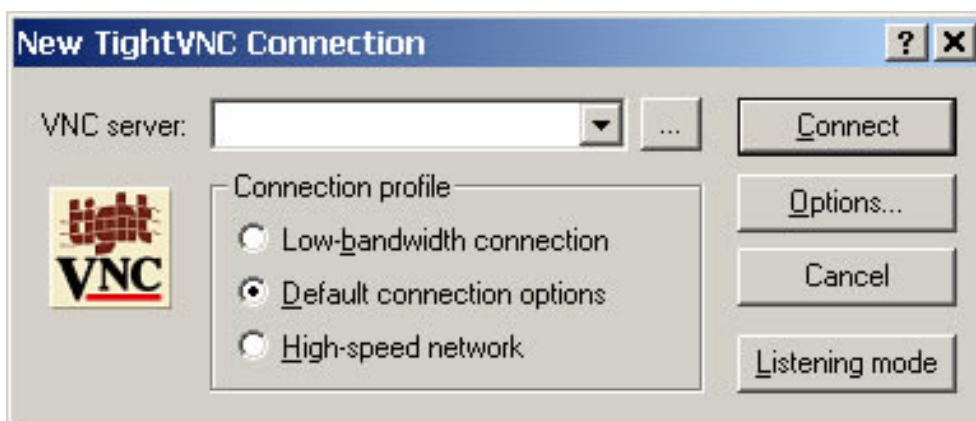 New TightVNC Connection
VNC server:
...
Connect
Connection profile
Options...
tight
VNC
Low-bandwidth connection
Default connection options
Cancel
High-speed network
Listening mode